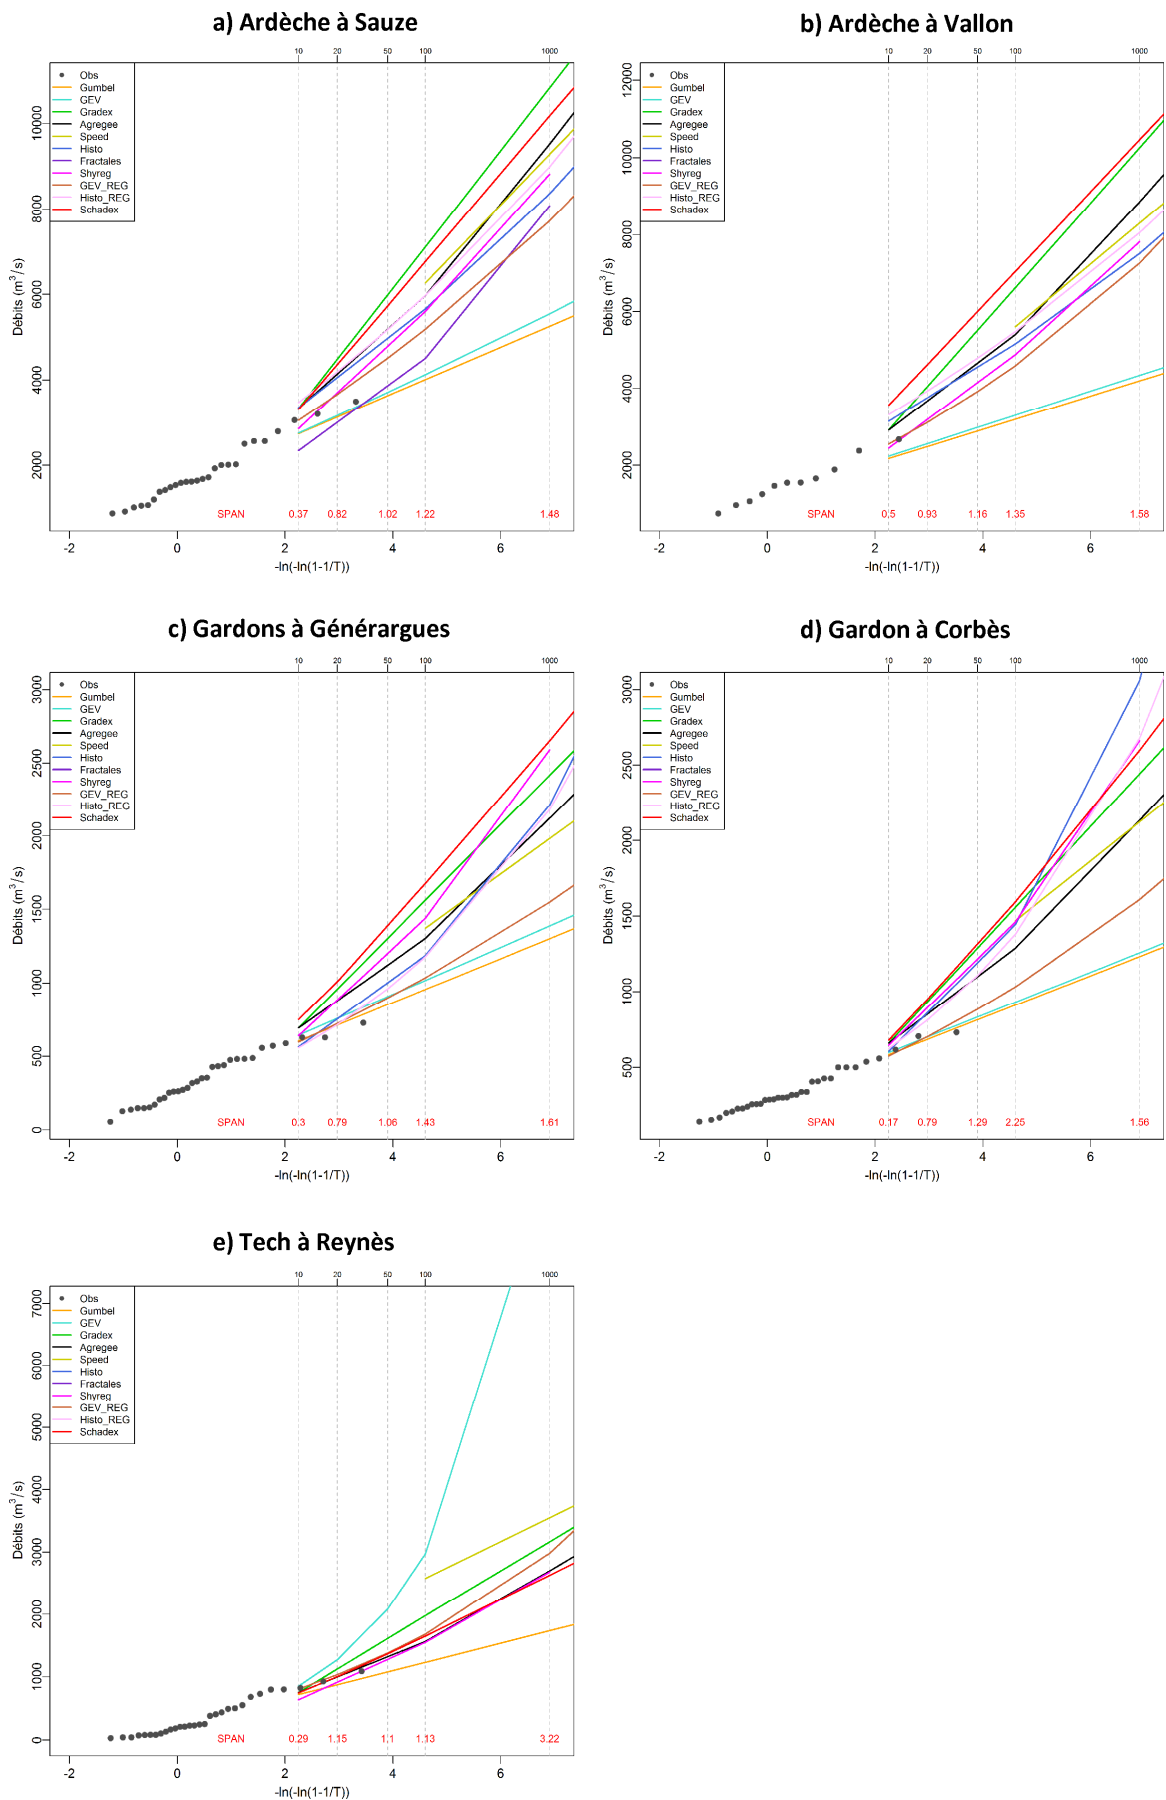 a) Ardèche à Sauze
10 20 50 100 1000
Obs
Gumbel
GEV
Gradex
Agregee
Speed
Histo
Fractales
Shyreg
GEV_REG
Histo_REG
Schadex
Débits (m³/s)
10000
8000
6000
4000
2000
SPAN 0.37 0.82 1.02 1.22 1.48
-2 0 2 4 6
-ln(-ln(1-1/T))
b) Ardèche à Vallon
10 20 50 100 1000
Obs
Gumbel
GEV
Gradex
Agregee
Speed
Histo
Fractales
Shyreg
GEV_REG
Histo_REG
Schadex
Débits (m³/s)
12000
10000
8000
6000
4000
2000
SPAN 0.5 0.93 1.16 1.35 1.58
-2 0 2 4 6
-ln(-ln(1-1/T))
c) Gardons à Générargues
10 20 50 100 1000
Obs
Gumbel
GEV
Gradex
Agregee
Speed
Histo
Fractales
Shyreg
GEV_REG
Histo_REG
Schadex
Débits (m³/s)
3000
2500
2000
1500
1000
500
0
SPAN 0.3 0.79 1.06 1.43 1.61
-2 0 2 4 6
-ln(-ln(1-1/T))
d) Gardon à Corbès
10 20 50 100 1000
Obs
Gumbel
GEV
Gradex
Agregee
Speed
Histo
Fractales
Shyreg
GEV_REG
Histo_REG
Schadex
Débits (m³/s)
3000
2500
2000
1500
1000
500
SPAN 0.17 0.79 1.29 2.25 1.56
-2 0 2 4 6
-ln(-ln(1-1/T))
e) Tech à Reynès
10 20 50 100 1000
Obs
Gumbel
GEV
Gradex
Agregee
Speed
Histo
Fractales
Shyreg
GEV_REG
Histo_REG
Schadex
Débits (m³/s)
7000
6000
5000
4000
3000
2000
1000
0
SPAN 0.29 1.15 1.1 1.13 3.22
-2 0 2 4 6
-ln(-ln(1-1/T))